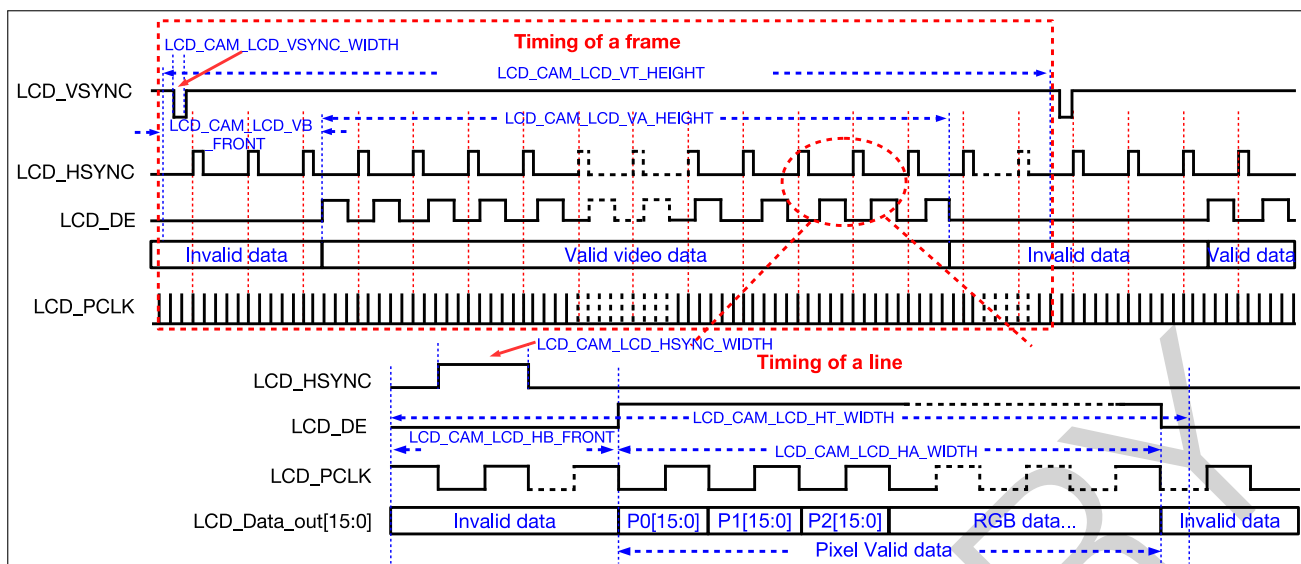 LCD_CAM_LCD_VSYNC_WIDTH
Timing of a frame
LCD_CAM_LCD_VT_HEIGHT
LCD_VSYNC
LCD_CAM_LCD_VB
_FRONT
LCD_CAM_LCD_VA_HEIGHT
LCD_HSYNC
LCD_DE
Invalid data
Valid video data
Invalid data
Valid data
LCD_PCLK
LCD_CAM_LCD_HSYNC_WIDTH
Timing of a line
LCD_HSYNC
LCD_DE
LCD_CAM_LCD_HT_WIDTH
LCD_CAM_LCD_HB_FRONT
LCD_CAM_LCD_HA_WIDTH
LCD_PCLK
LCD_Data_out[15:0]
Invalid data
P0[15:0]
P1[15:0]
P2[15:0]
RGB data...
Invalid data
Pixel Valid data